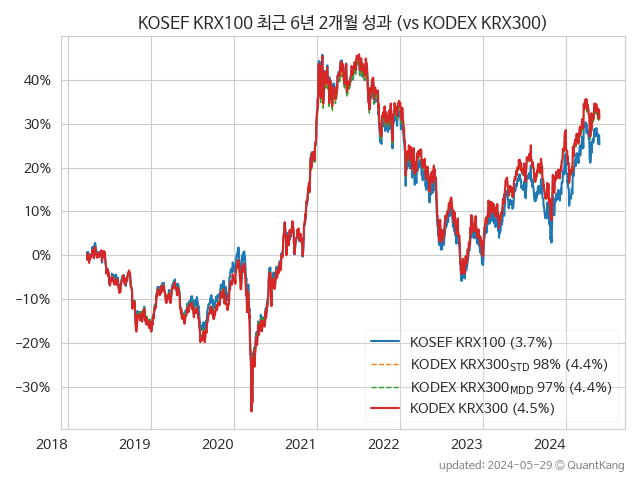 KOSEF KRX100 최근 6년 2개월 성과 (vs KODEX KRX300)
40%
30%
20%
10%
0%
−10%
−20%
−30%
KOSEF KRX100 (3.7%)
KODEX KRX300STD 98% (4.4%)
KODEX KRX300MDD 97% (4.4%)
KODEX KRX300 (4.5%)
2018 2019 2020 2021 2022 2023 2024
updated: 2024-05-29 © QuantKang